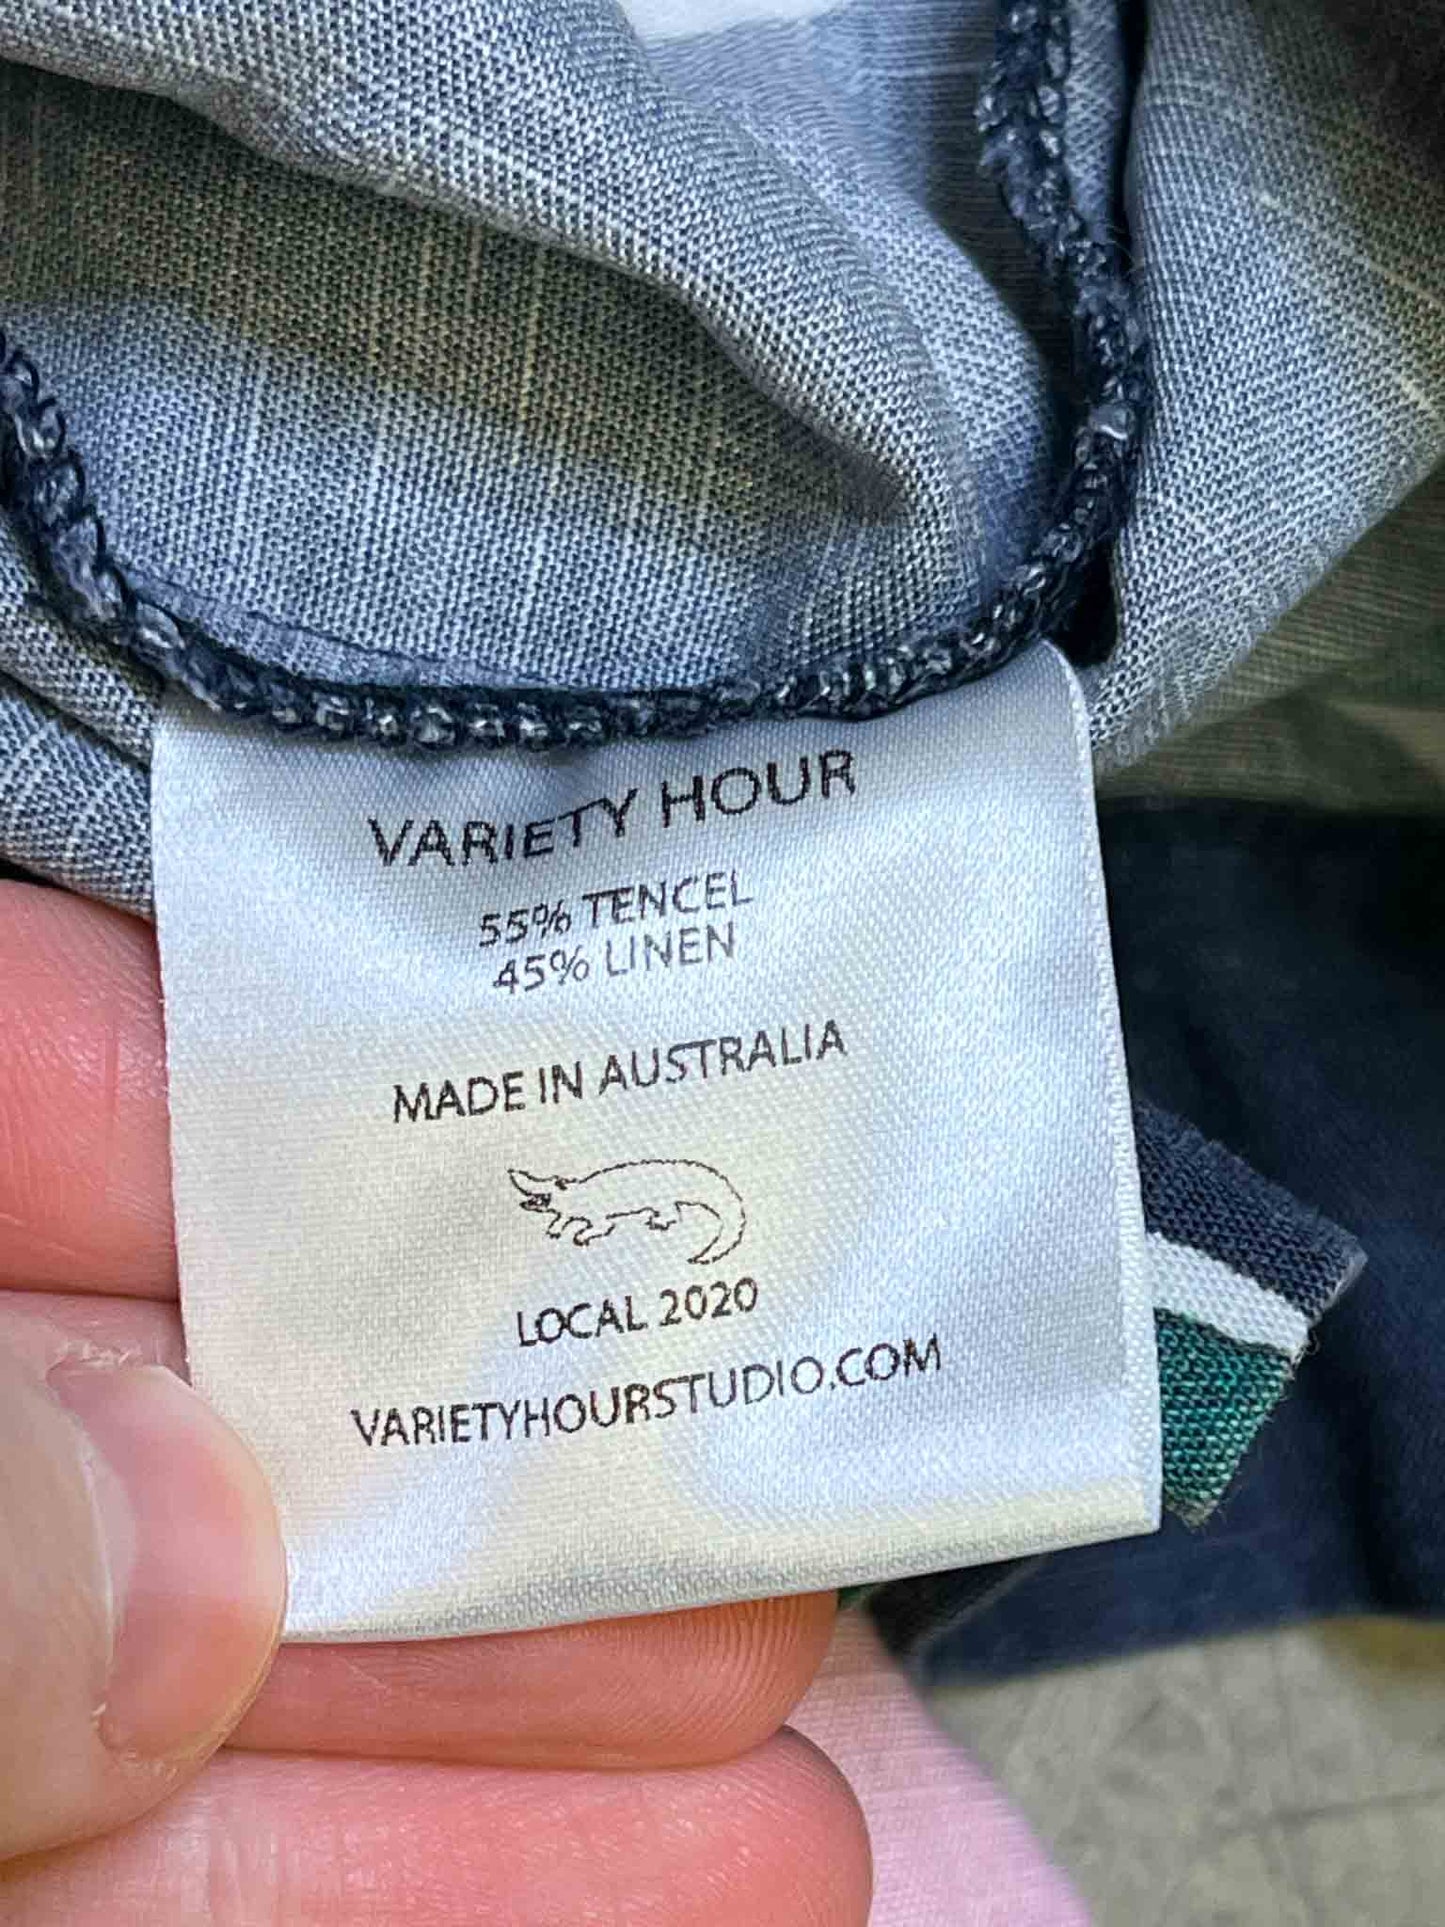 VARIETY HOUR
55% TENCEL
45% LINEN
MADE IN AUSTRALIA
LOCAL 2020
VARIETYHOURSTUDIO.COM